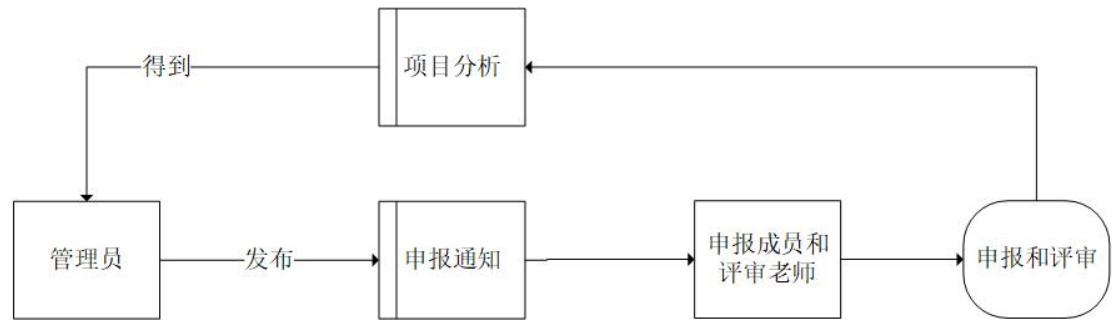 得到
项目分析
管理员
发布
申报通知
申报成员和
评审老师
申报和评审